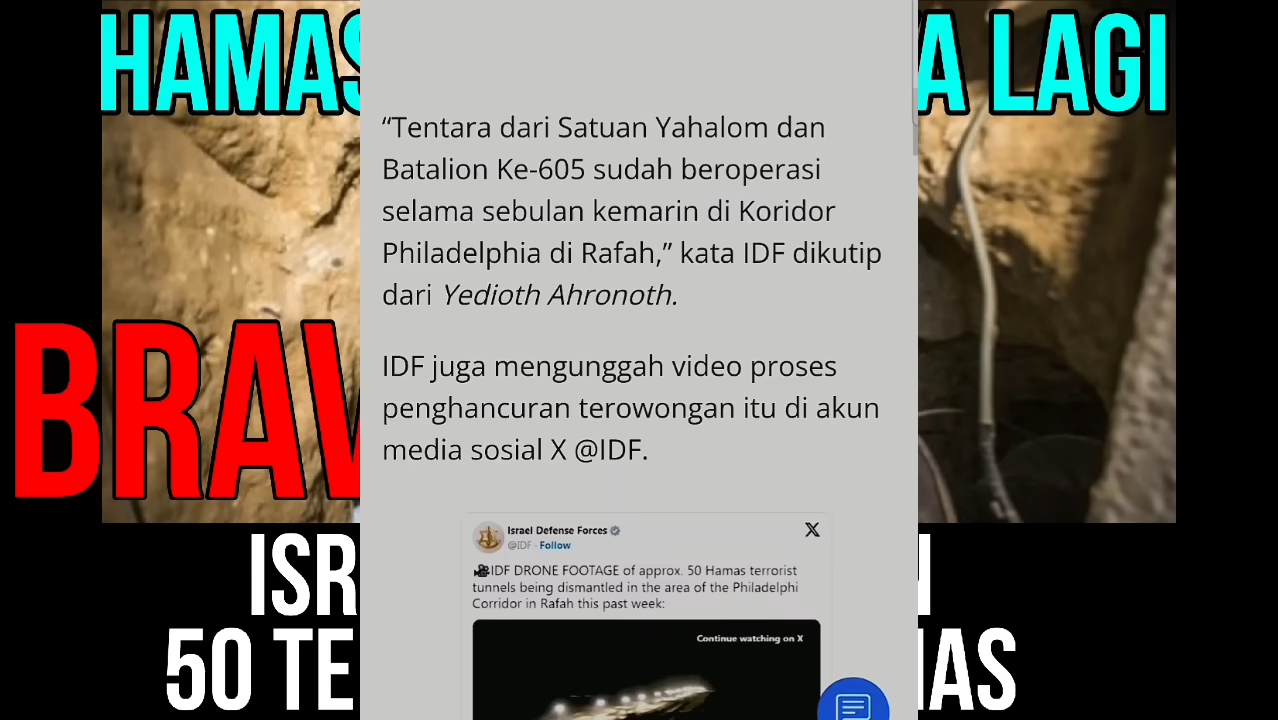 HAMAS
A LAGI
“Tentara dari Satuan Yahalom dan
Batalion Ke-605 sudah beroperasi
selama sebulan kemarin di Koridor
Philadelphia di Rafah,” kata IDF dikutip
dari Yedioth Ahronoth.
BRAV
IDF juga mengunggah video proses
penghancuran terowongan itu di akun
media sosial X @IDF.
Israel Defense Forces
@IDF · Follow
IDF DRONE FOOTAGE of approx. 50 Hamas terrorist
tunnels being dismantled in the area of the Philadelphi
Corridor in Rafah this past week:
Continue watching on X
ISR
50 TE
MAS